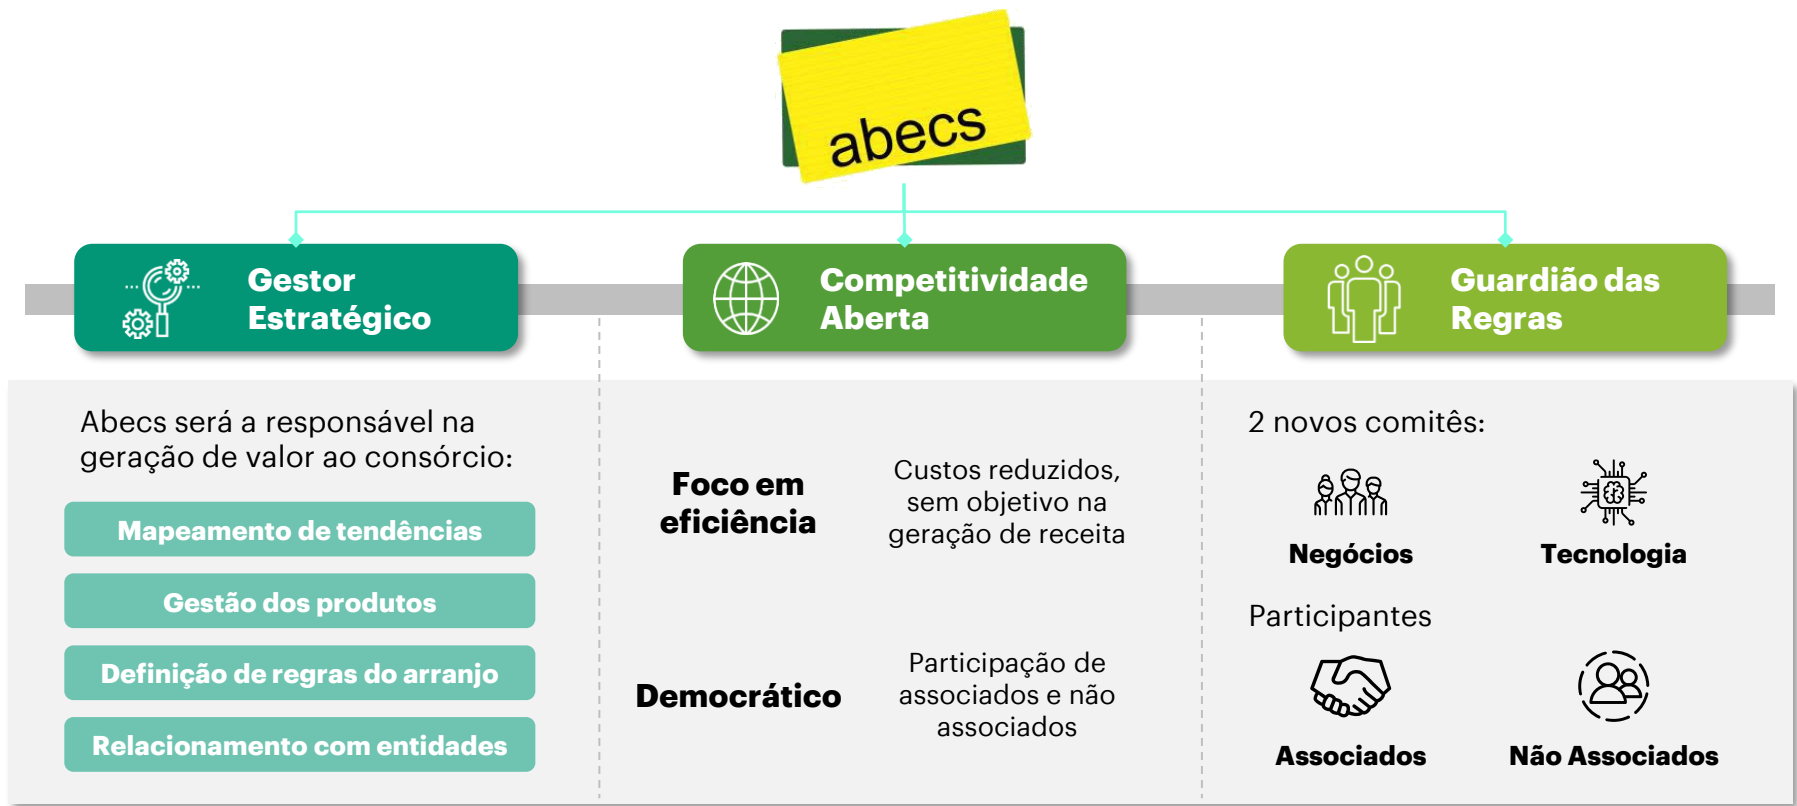 abecs
Gestor
Estratégico
Competitividade
Aberta
Guardião das
Regras
Abecs será a responsável na
geração de valor ao consórcio:
Mapeamento de tendências
Gestão dos produtos
Definição de regras do arranjo
Relacionamento com entidades
Foco em
eficiência
Custos reduzidos,
sem objetivo na
geração de receita
Democrático
Participação de
associados e não
associados
2 novos comitês:
Negócios
Tecnologia
Participantes
Associados
Não Associados